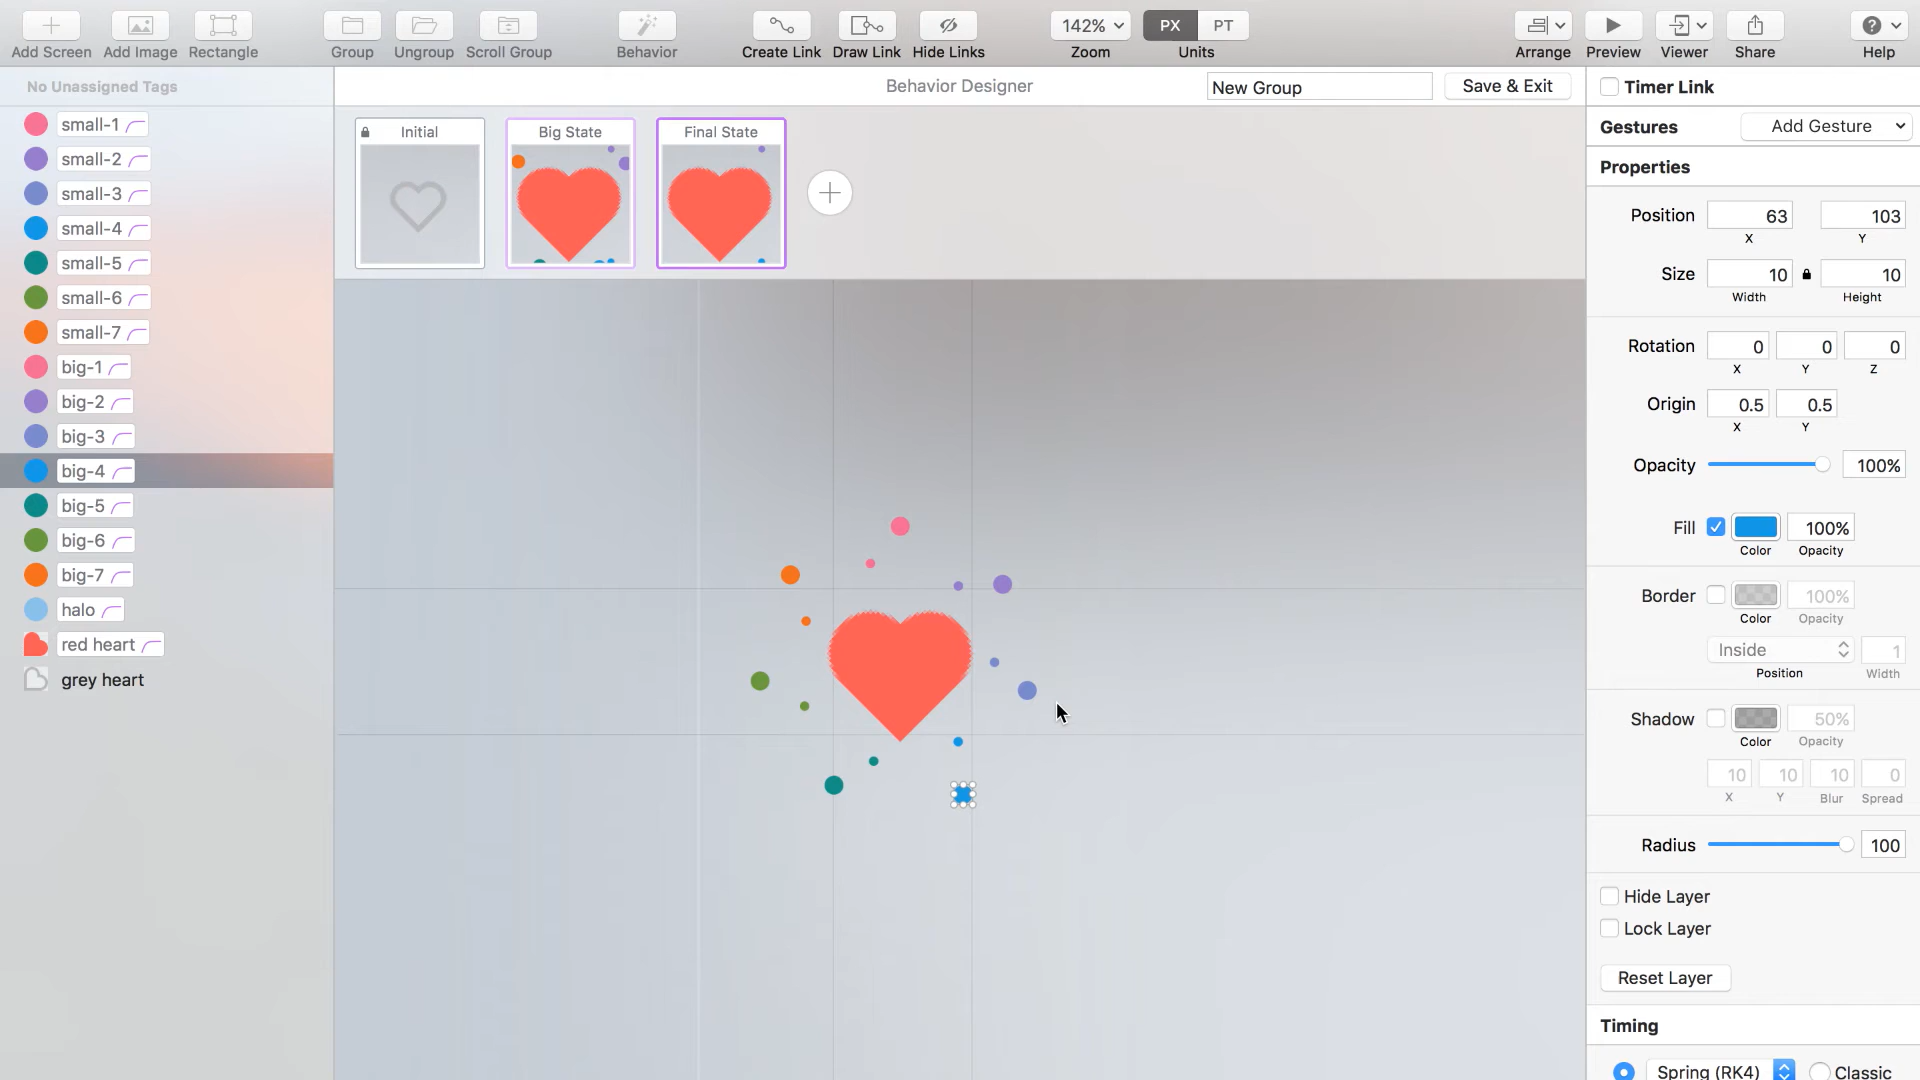 Add Screen Add Image Rectangle Group Ungroup Scroll Group Behavior Create Link Draw Link Hide Links 142% Zoom PX PT Units Arrange Preview Viewer Share Help
No Unassigned Tags
Behavior Designer New Group Save & Exit
Timer Link
small-1
small-2
small-3
small-4
small-5
small-6
small-7
big-1
big-2
big-3
big-4
big-5
big-6
big-7
halo
red heart
grey heart
Initial Big State Final State
Gestures Add Gesture
Properties
Position 63 103
X Y
Size 10 10
Width Height
Rotation 0 0 0
X Y Z
Origin 0.5 0.5
X Y
Opacity 100%
Fill 100%
Color Opacity
Border 100%
Color Opacity
Inside 1
Position Width
Shadow 50%
Color Opacity
10 10 10 0
X Y Blur Spread
Radius 100
Hide Layer
Lock Layer
Reset Layer
Timing
Spring (RK4) Classic